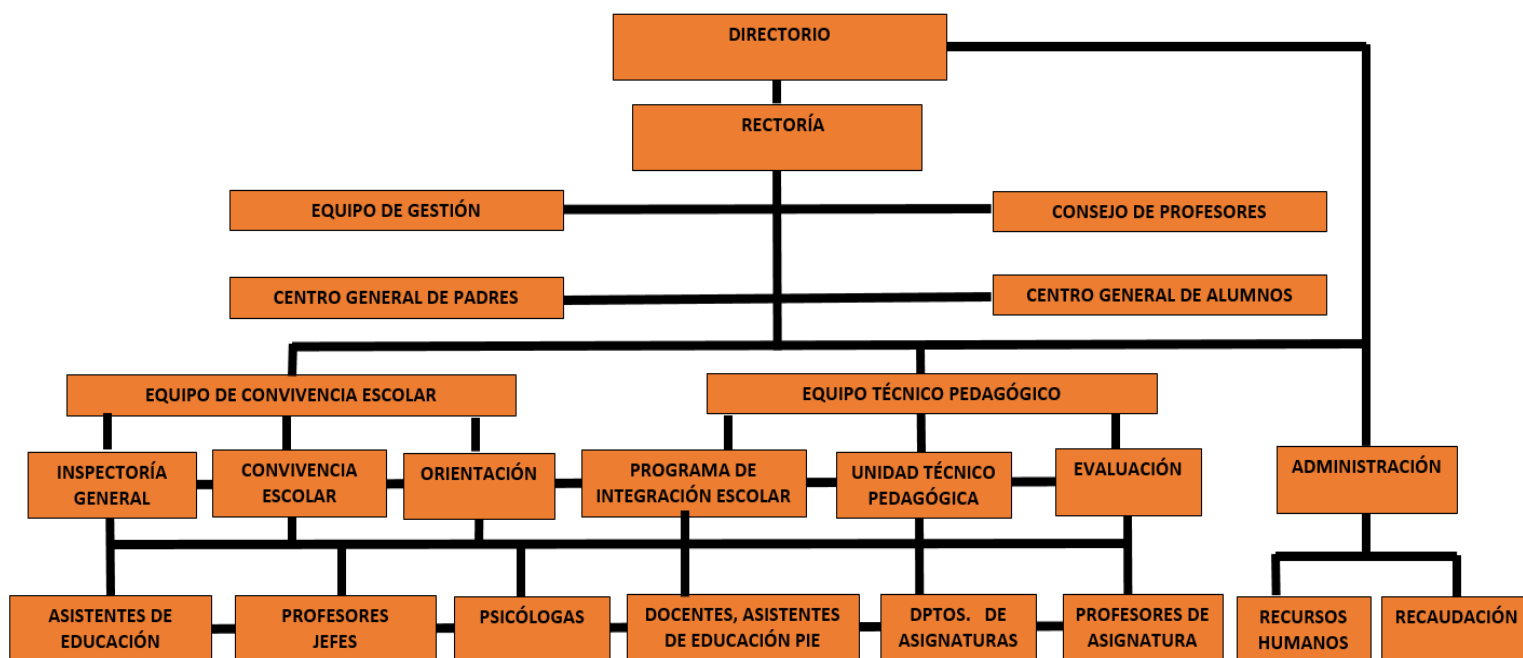 DIRECTORIO
RECTORÍA
EQUIPO DE GESTIÓN
CONSEJO DE PROFESORES
CENTRO GENERAL DE PADRES
CENTRO GENERAL DE ALUMNOS
EQUIPO DE CONVIVENCIA ESCOLAR
EQUIPO TÉCNICO PEDAGÓGICO
INSPECTORÍA
GENERAL
CONVIVENCIA
ESCOLAR
ORIENTACIÓN
PROGRAMA DE
INTEGRACIÓN ESCOLAR
UNIDAD TÉCNICO
PEDAGÓGICA
EVALUACIÓN
ADMINISTRACIÓN
ASISTENTES DE
EDUCACIÓN
PROFESORES
JEFES
PSICÓLOGAS
DOCENTES, ASISTENTES
DE EDUCACIÓN PIE
DPTOS. DE
ASIGNATURAS
PROFESORES DE
ASIGNATURA
RECURSOS
HUMANOS
RECAUDACIÓN